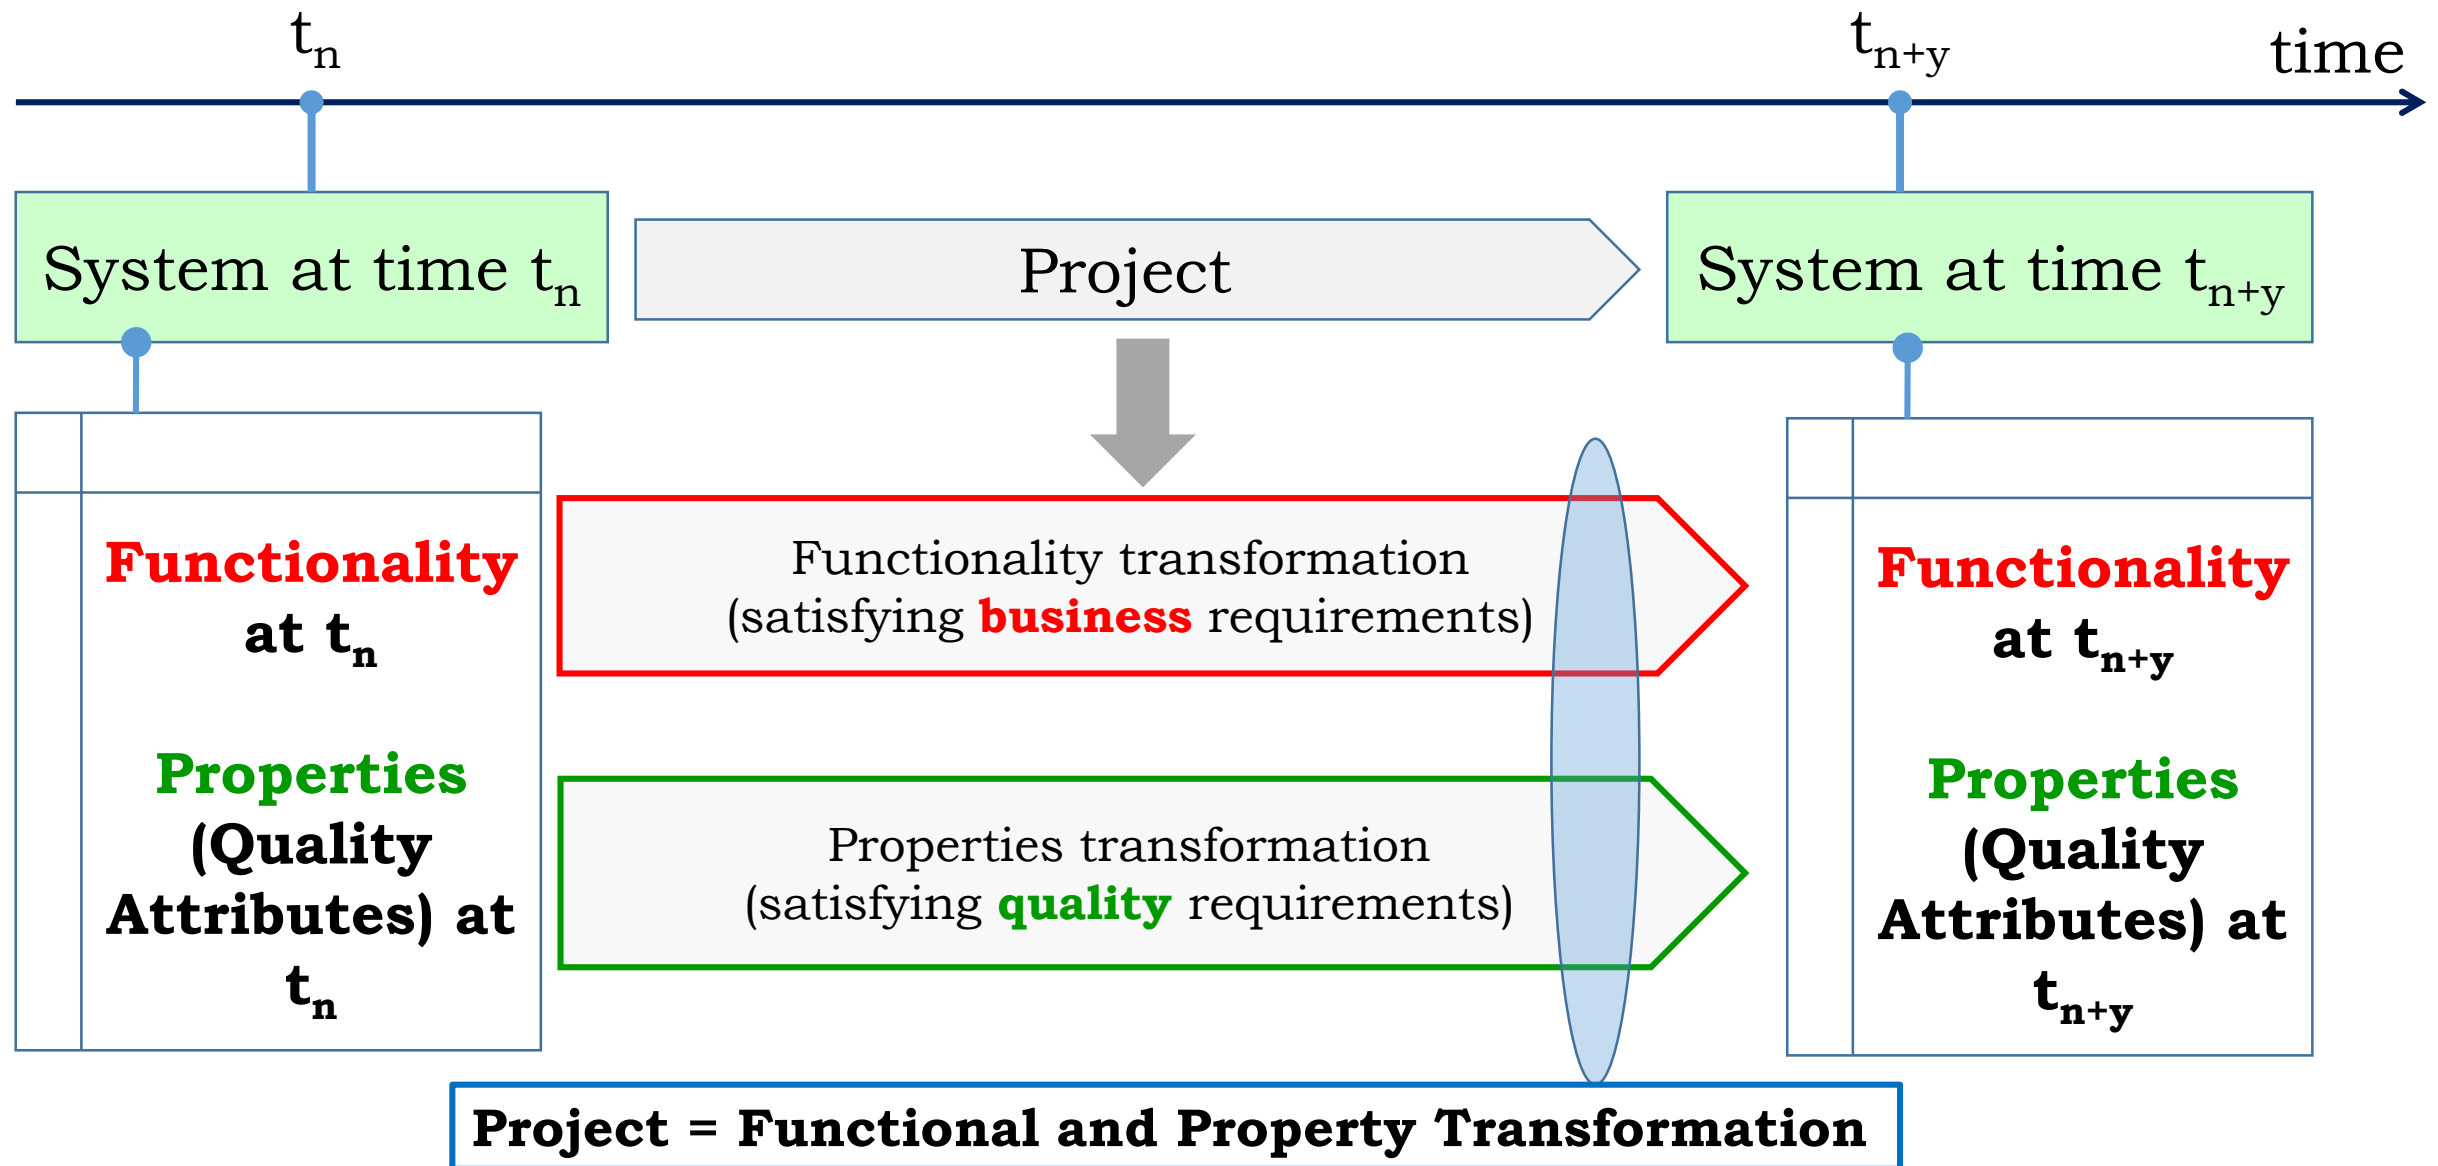 tn
tn+y
time
System at time tn
Project
System at time tn+y
Functionality
at tn
Properties
(Quality
Attributes) at
tn
Functionality transformation
(satisfying business requirements)
Properties transformation
(satisfying quality requirements)
Functionality
at tn+y
Properties
(Quality
Attributes) at
tn+y
Project = Functional and Property Transformation